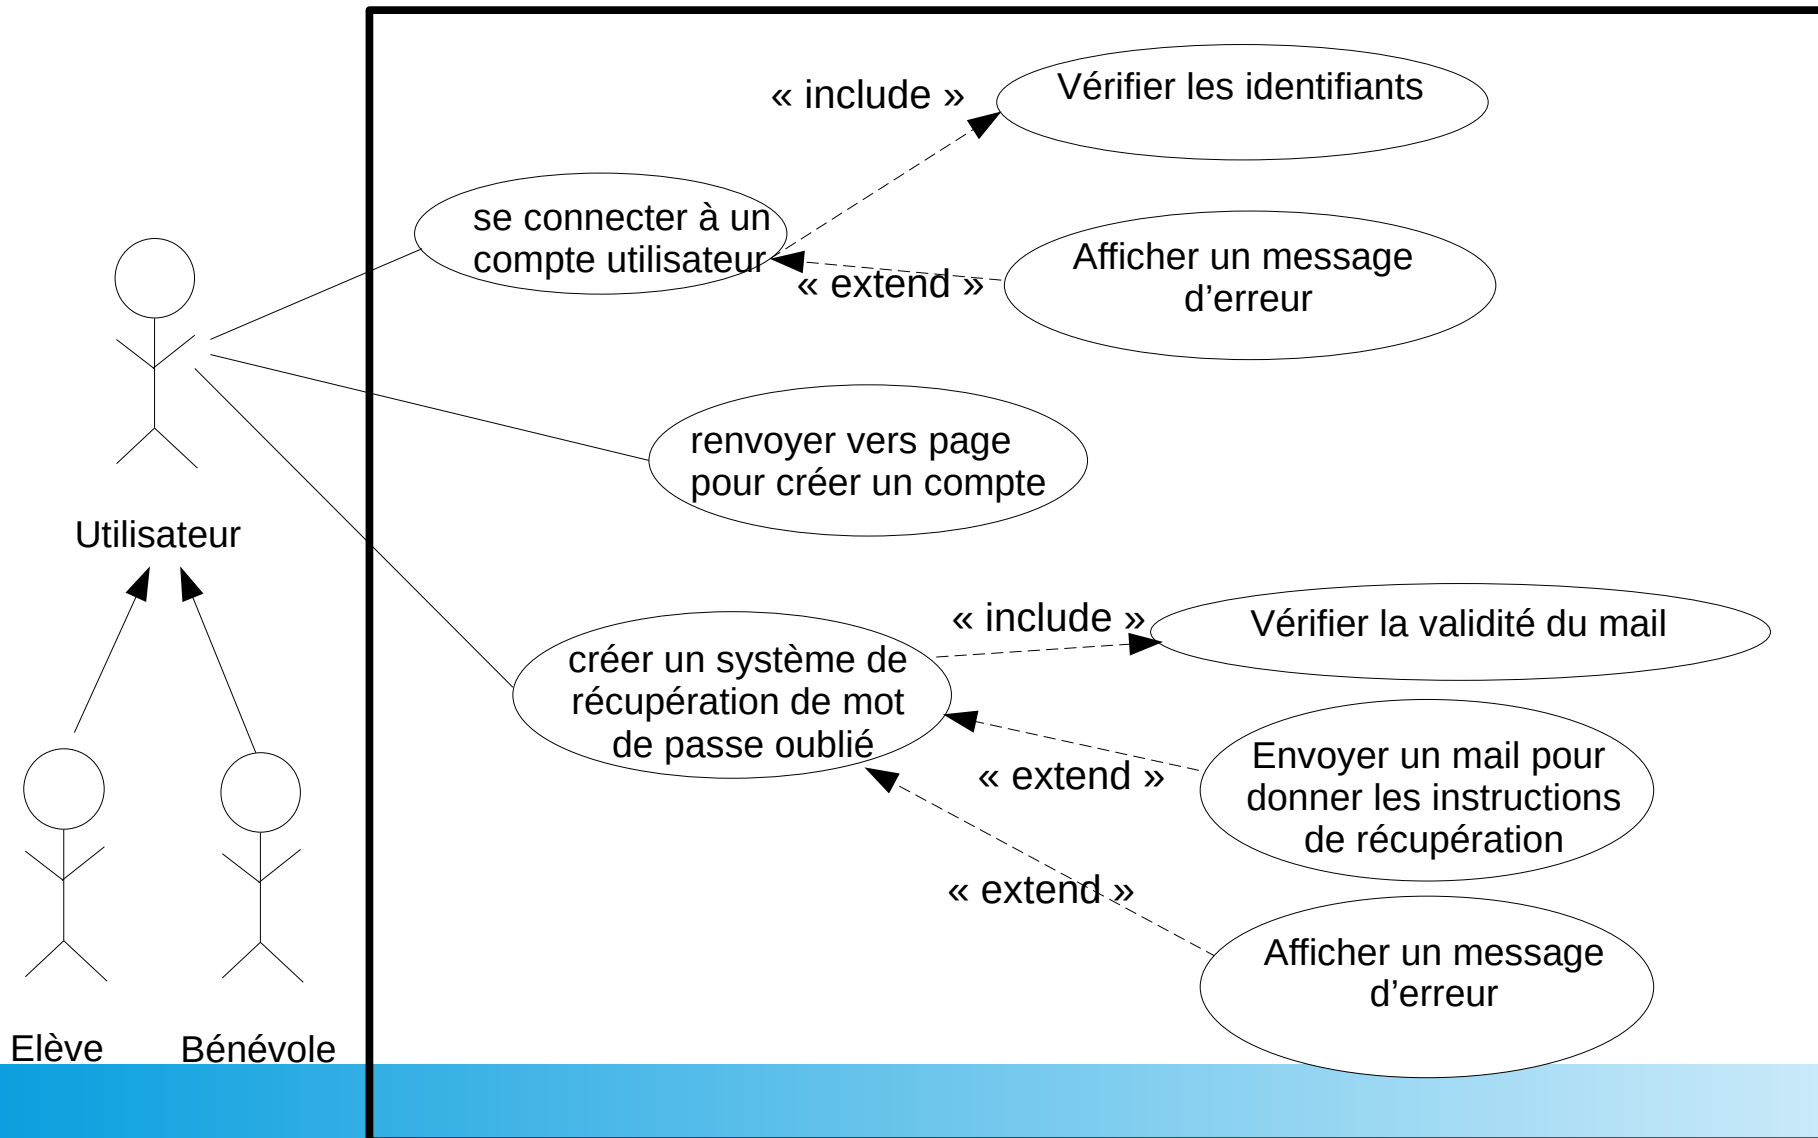 « include »
Vérifier les identifiants
se connecter à un
compte utilisateur
« extend »
Afficher un message
d’erreur
renvoyer vers page
pour créer un compte
Utilisateur
« include »
Vérifier la validité du mail
créer un système de
récupération de mot
de passe oublié
« extend »
Envoyer un mail pour
donner les instructions
de récupération
« extend »
Afficher un message
d’erreur
Elève
Bénévole